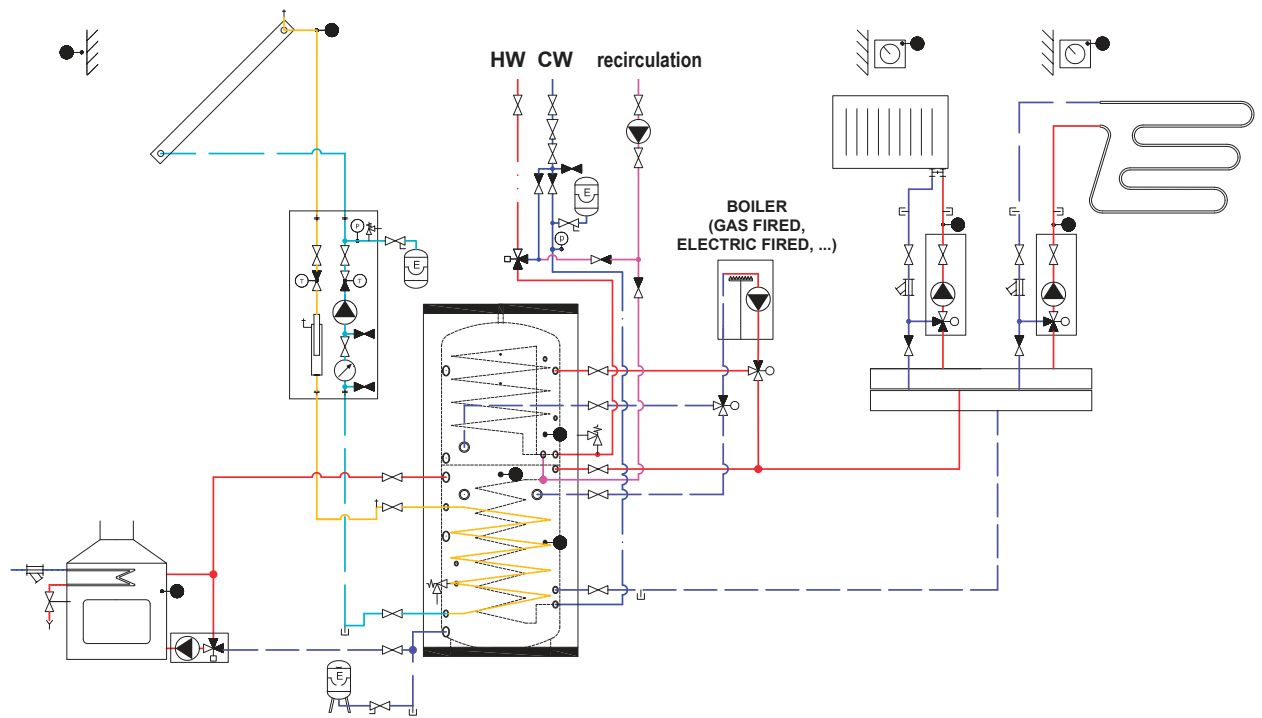 HW CW recirculation
BOILER
(GAS FIRED,
ELECTRIC FIRED, ...)
E
P
E
P
T
T
E